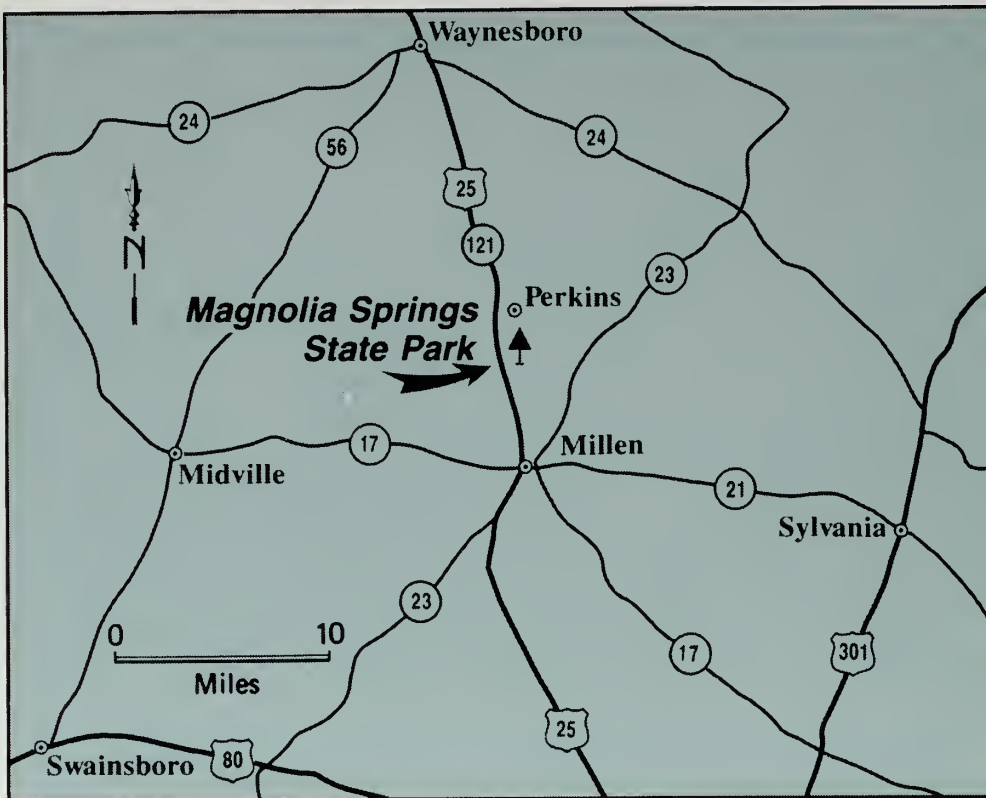 Waynesboro
24
56
24
25
N
121
23
Perkins
Magnolia Springs
State Park
17
Millen
Midville
21
Sylvania
23
0 10
Miles
17
301
25
Swainsboro
80